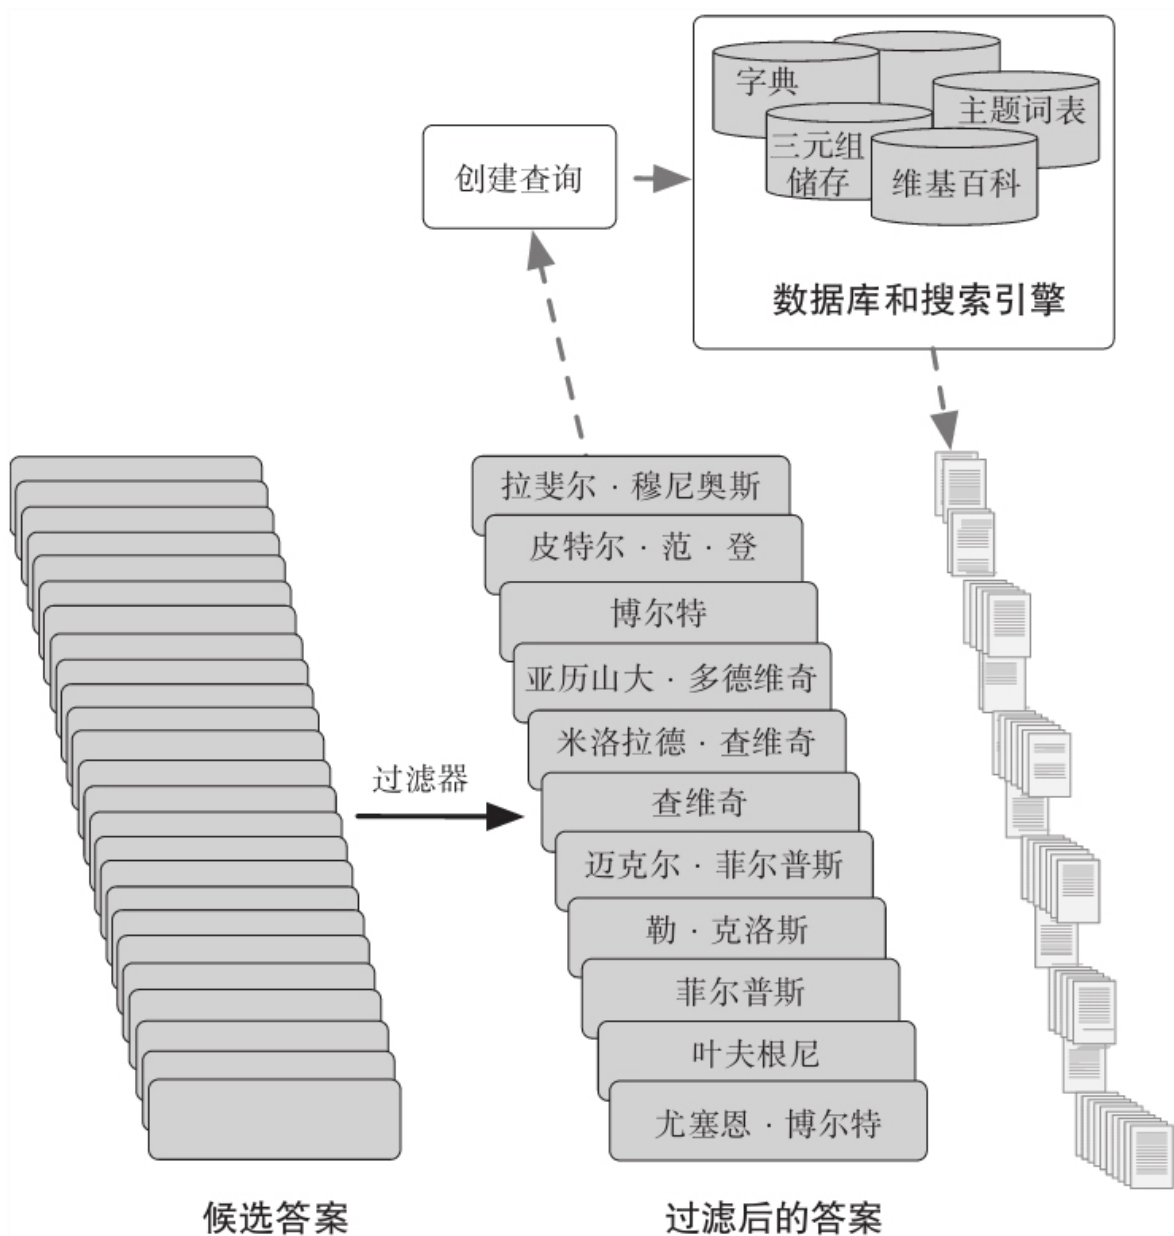 字典
主题词表
三元组
储存
维基百科
创建查询
数据库和搜索引擎
拉斐尔·穆尼奥斯
皮特尔·范·登
博尔特
亚历山大·多德维奇
米洛拉德·查维奇
过滤器
查维奇
迈克尔·菲尔普斯
勒·克洛斯
菲尔普斯
叶夫根尼
尤塞恩·博尔特
候选答案
过滤后的答案